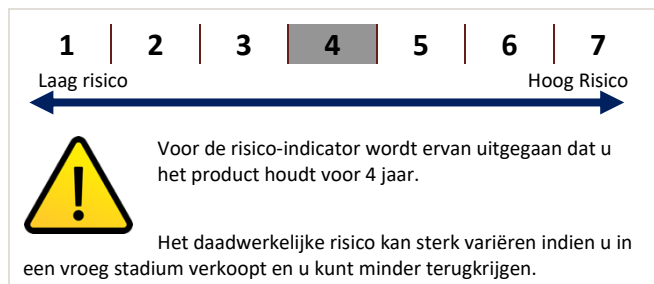 1 2 3 4 5 6 7
Laag risico Hoog Risico
Voor de risico-indicator wordt ervan uitgegaan dat u
het product houdt voor 4 jaar.
Het daadwerkelijke risico kan sterk variëren indien u in
een vroeg stadium verkoopt en u kunt minder terugkrijgen.